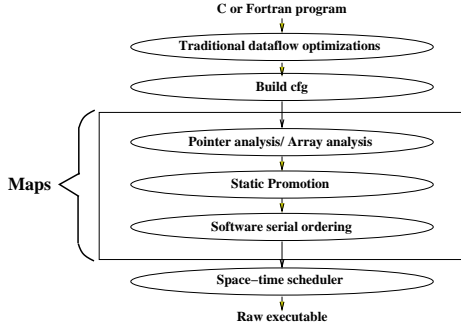 C or Fortran program
Traditional dataflow optimizations
Build cfg
Pointer analysis/ Array analysis
Maps
Static Promotion
Software serial ordering
Space−time scheduler
Raw executable